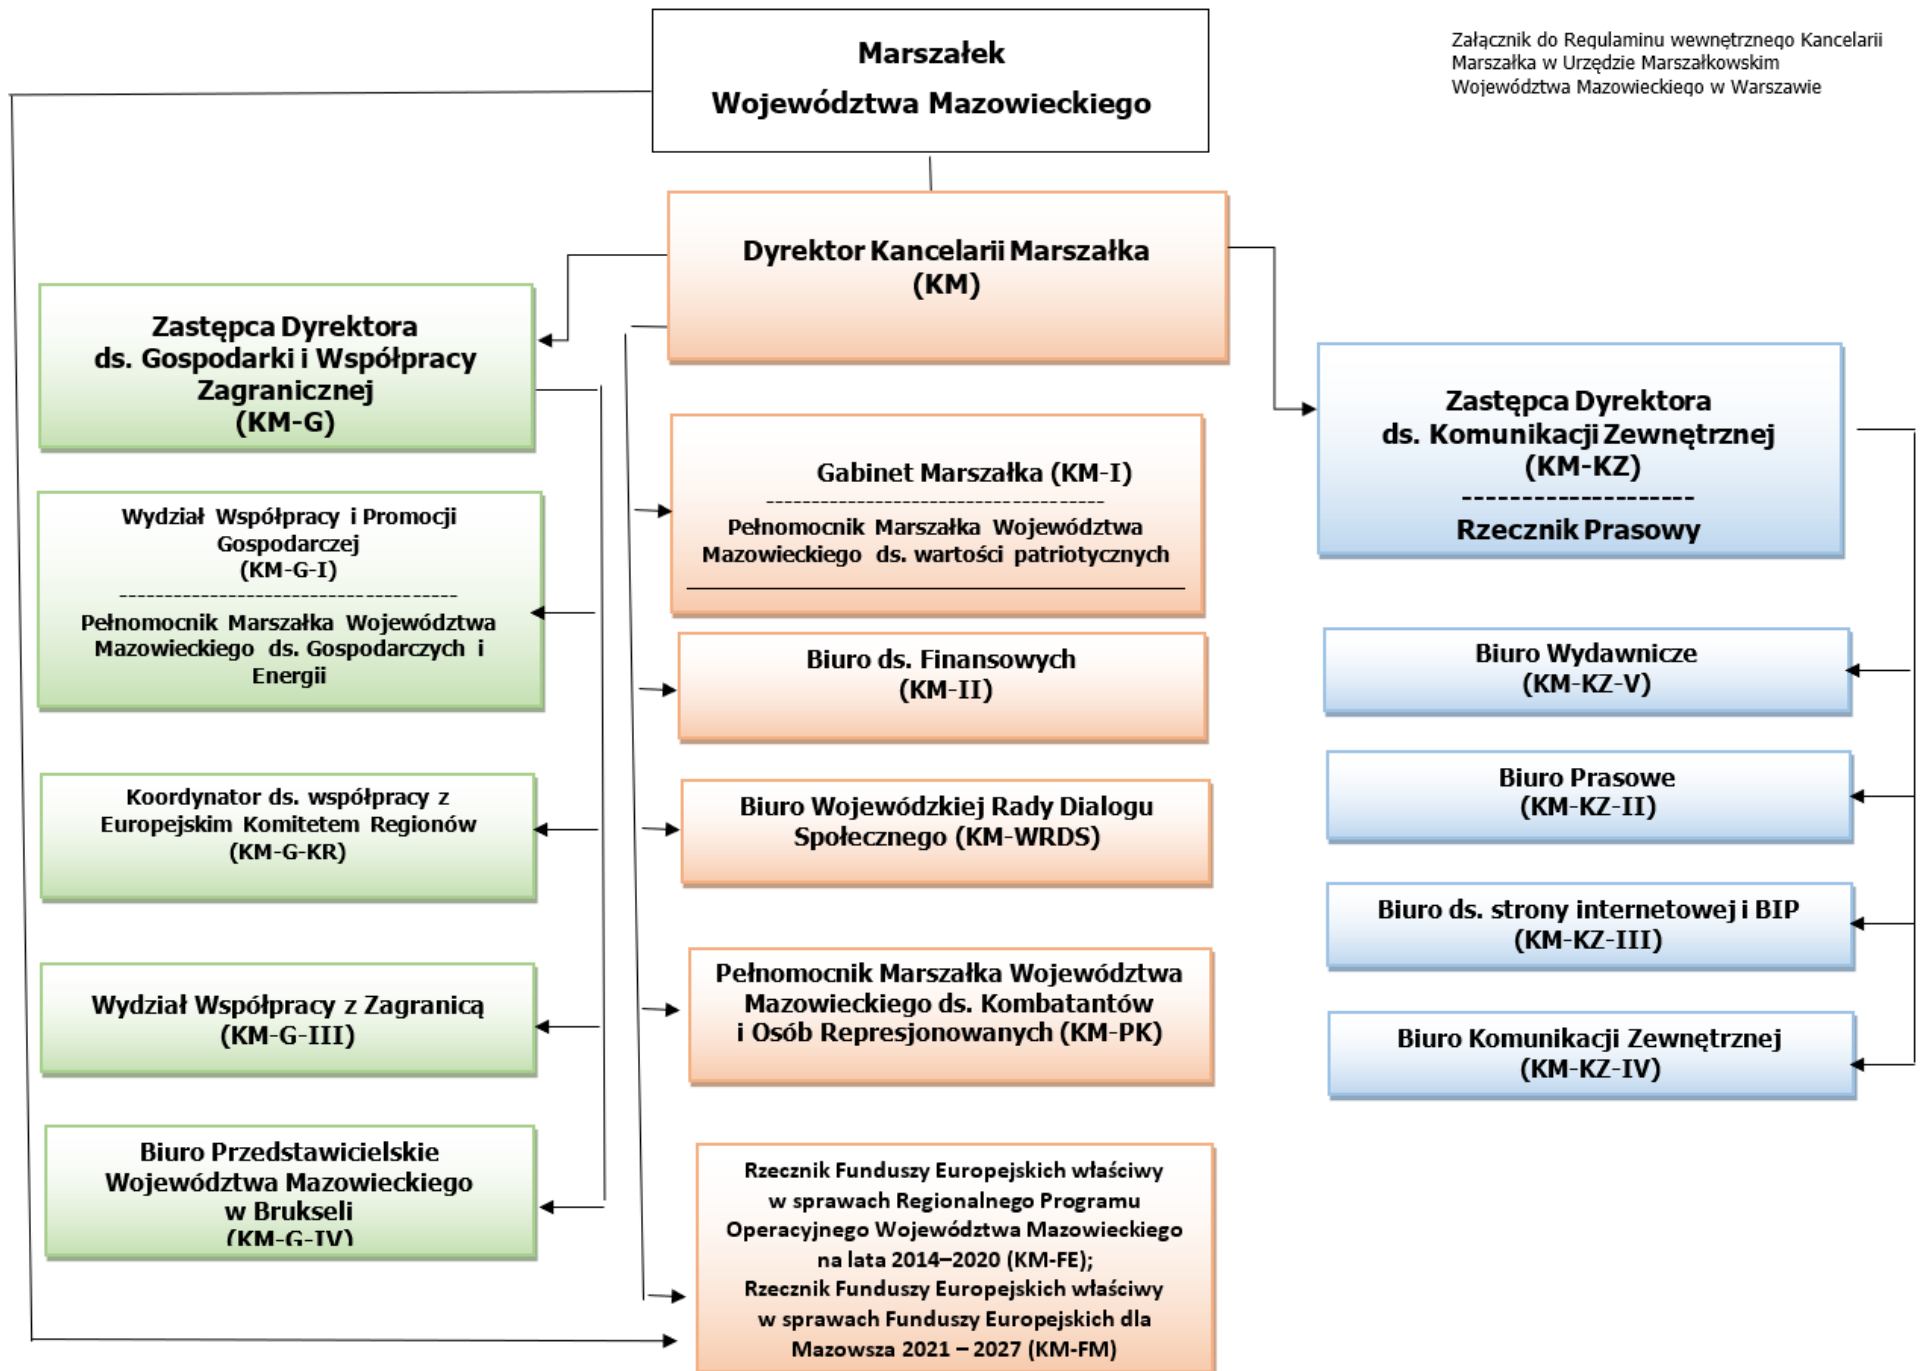 Marszałek
Województwa Mazowieckiego
Załącznik do Regulaminu wewnętrznego Kancelarii
Marszałka w Urzędzie Marszałkowskim
Województwa Mazowieckiego w Warszawie
Dyrektor Kancelarii Marszałka
(KM)
Zastępca Dyrektora
ds. Gospodarki i Współpracy
Zagranicznej
(KM-G)
Wydział Współpracy i Promocji
Gospodarczej
(KM-G-I)
-------------------------------------
Pełnomocnik Marszałka Województwa
Mazowieckiego ds. Gospodarczych i
Energii
Koordynator ds. współpracy z
Europejskim Komitetem Regionów
(KM-G-KR)
Wydział Współpracy z Zagranicą
(KM-G-III)
Biuro Przedstawicielskie
Województwa Mazowieckiego
w Brukseli
(KM-G-IV)
Gabinet Marszałka (KM-I)
-------------------------------------
Pełnomocnik Marszałka Województwa
Mazowieckiego ds. wartości patriotycznych
Biuro ds. Finansowych
(KM-II)
Biuro Wojewódzkiej Rady Dialogu
Społecznego (KM-WRDS)
Pełnomocnik Marszałka Województwa
Mazowieckiego ds. Kombatantów
i Osób Represjonowanych (KM-PK)
Rzecznik Funduszy Europejskich właściwy
w sprawach Regionalnego Programu
Operacyjnego Województwa Mazowieckiego
na lata 2014–2020 (KM-FE);
Rzecznik Funduszy Europejskich właściwy
w sprawach Funduszy Europejskich dla
Mazowsza 2021 – 2027 (KM-FM)
Zastępca Dyrektora
ds. Komunikacji Zewnętrznej
(KM-KZ)
--------------------
Rzecznik Prasowy
Biuro Wydawnicze
(KM-KZ-V)
Biuro Prasowe
(KM-KZ-II)
Biuro ds. strony internetowej i BIP
(KM-KZ-III)
Biuro Komunikacji Zewnętrznej
(KM-KZ-IV)